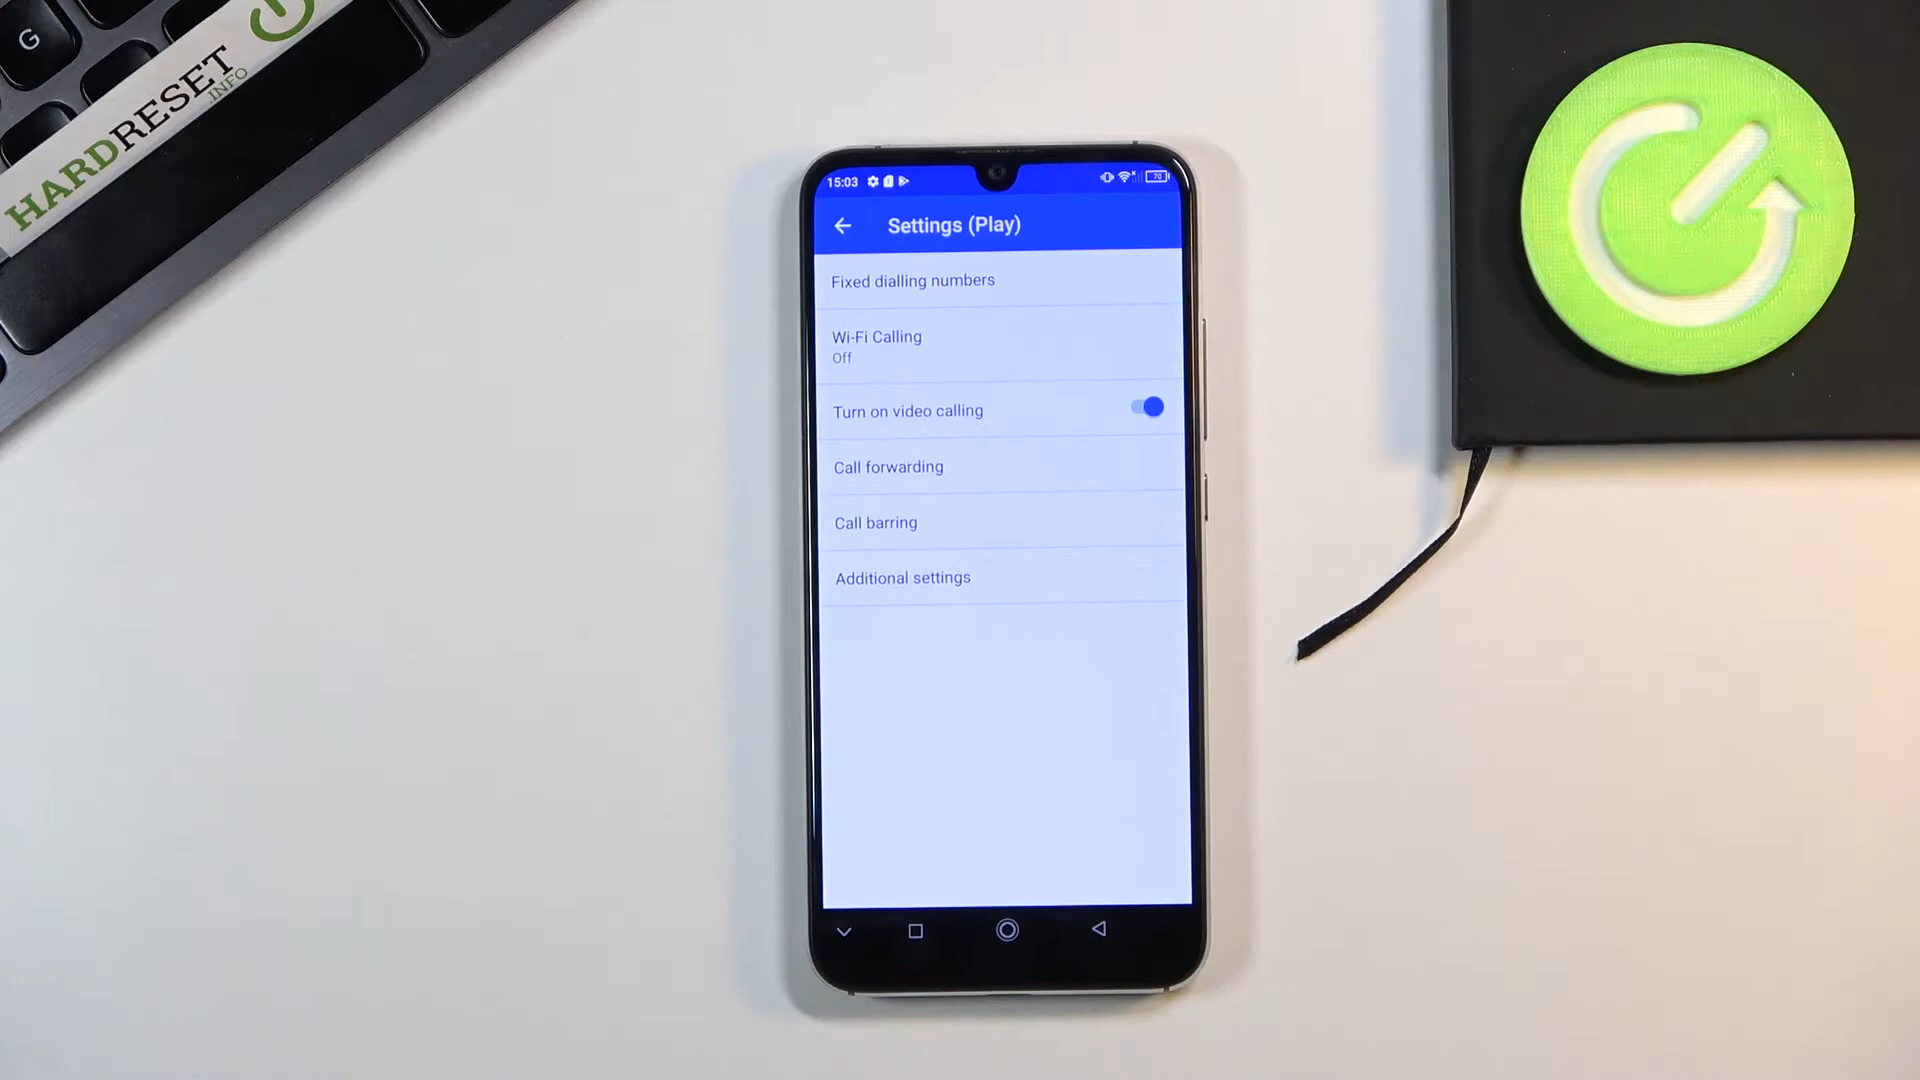 G
HARDRESET
.INFO
15:03
70
Settings (Play)
Fixed dialling numbers
Wi-Fi Calling
Off
Turn on video calling
Call forwarding
Call barring
Additional settings